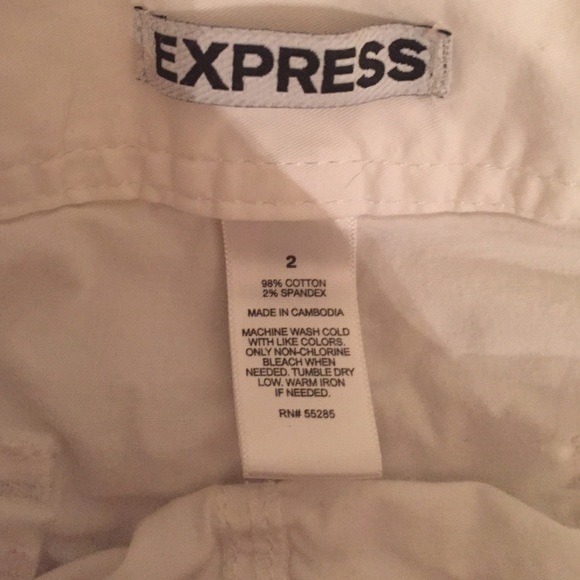 EXPRESS
2
98% COTTON
2% SPANDEX
MADE IN CAMBODIA
MACHINE WASH COLD
WITH LIKE COLORS.
ONLY NON-CHLORINE
BLEACH WHEN
NEEDED. TUMBLE DRY
LOW. WARM IRON
IF NEEDED.
RN# 55285